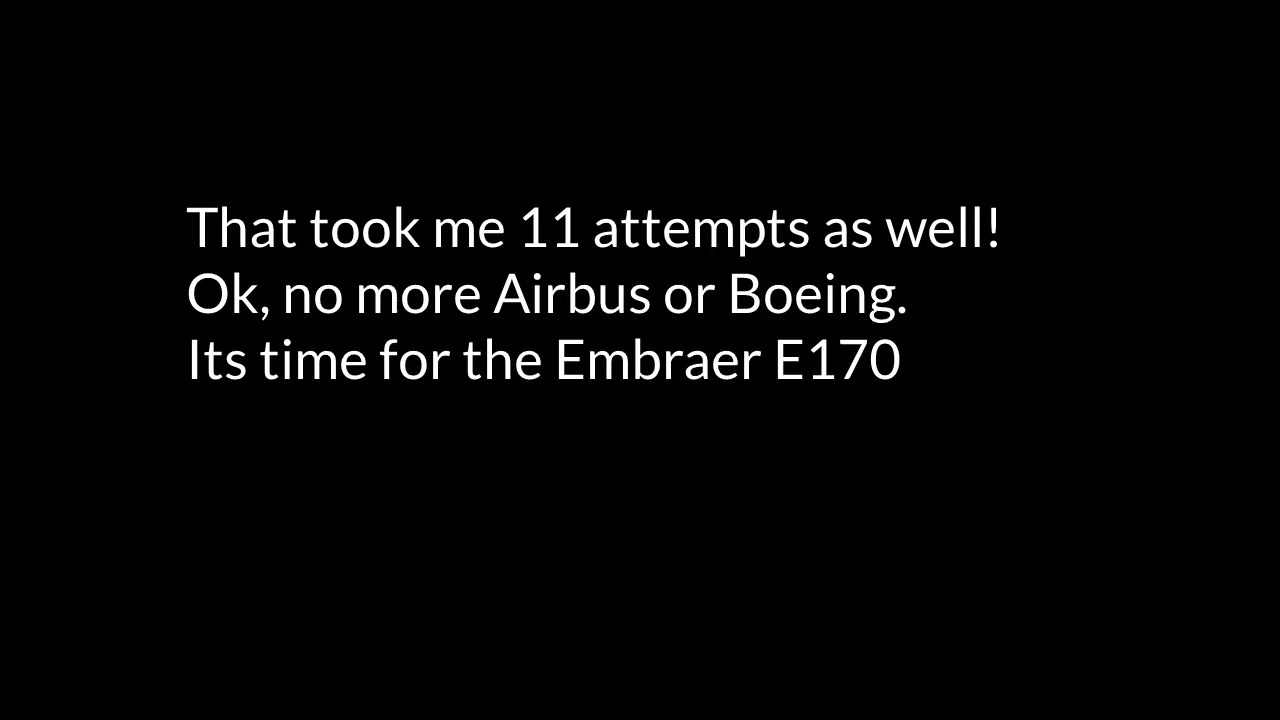 That took me 11 attempts as well!
Ok, no more Airbus or Boeing.
Its time for the Embraer E170